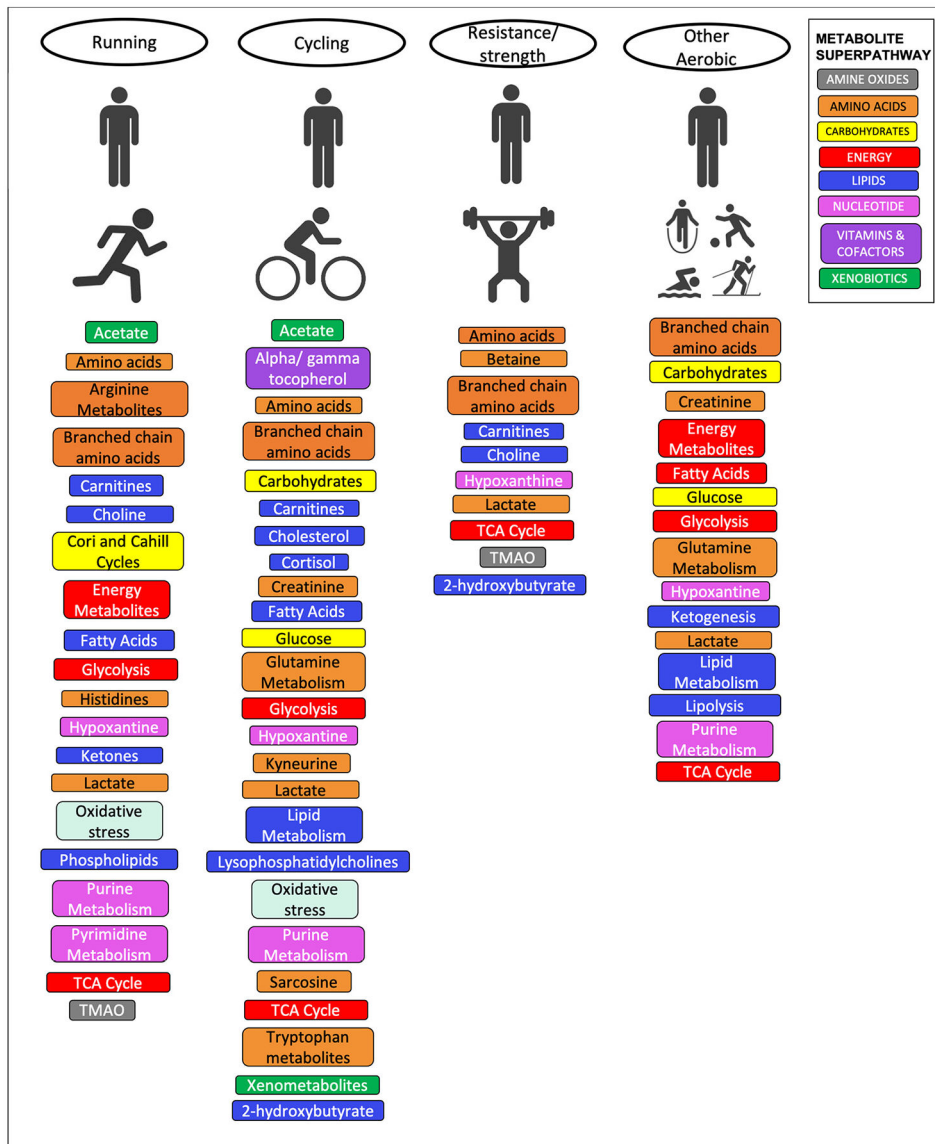 Running
Acetate
Amino acids
Arginine
Metabolites
Branched chain
amino acids
Carnitines
Choline
Cori and Cahill
Cycles
Energy
Metabolites
Fatty Acids
Glycolysis
Histidines
Hypoxantine
Ketones
Lactate
Oxidative
stress
Phospholipids
Purine
Metabolism
Pyrimidine
Metabolism
TCA Cycle
TMAO
Cycling
Acetate
Alpha/ gamma
tocopherol
Amino acids
Branched chain
amino acids
Carbohydrates
Carnitines
Cholesterol
Cortisol
Creatinine
Fatty Acids
Glucose
Glutamine
Metabolism
Glycolysis
Hypoxantine
Kyneurine
Lactate
Lipid
Metabolism
Lysophosphatidylcholines
Oxidative
stress
Purine
Metabolism
Sarcosine
TCA Cycle
Tryptophan
metabolites
Xenometabolites
2-hydroxybutyrate
Resistance/
strength
Amino acids
Betaine
Branched chain
amino acids
Carnitines
Choline
Hypoxanthine
Lactate
TCA Cycle
TMAO
2-hydroxybutyrate
Other
Aerobic
Branched chain
amino acids
Carbohydrates
Creatinine
Energy
Metabolites
Fatty Acids
Glucose
Glycolysis
Glutamine
Metabolism
Hypoxantine
Ketogenesis
Lactate
Lipid
Metabolism
Lipolysis
Purine
Metabolism
TCA Cycle
METABOLITE
SUPERPATHWAY
AMINE OXIDES
AMINO ACIDS
CARBOHYDRATES
ENERGY
LIPIDS
NUCLEOTIDE
VITAMINS &
COFACTORS
XENOBIOTICS